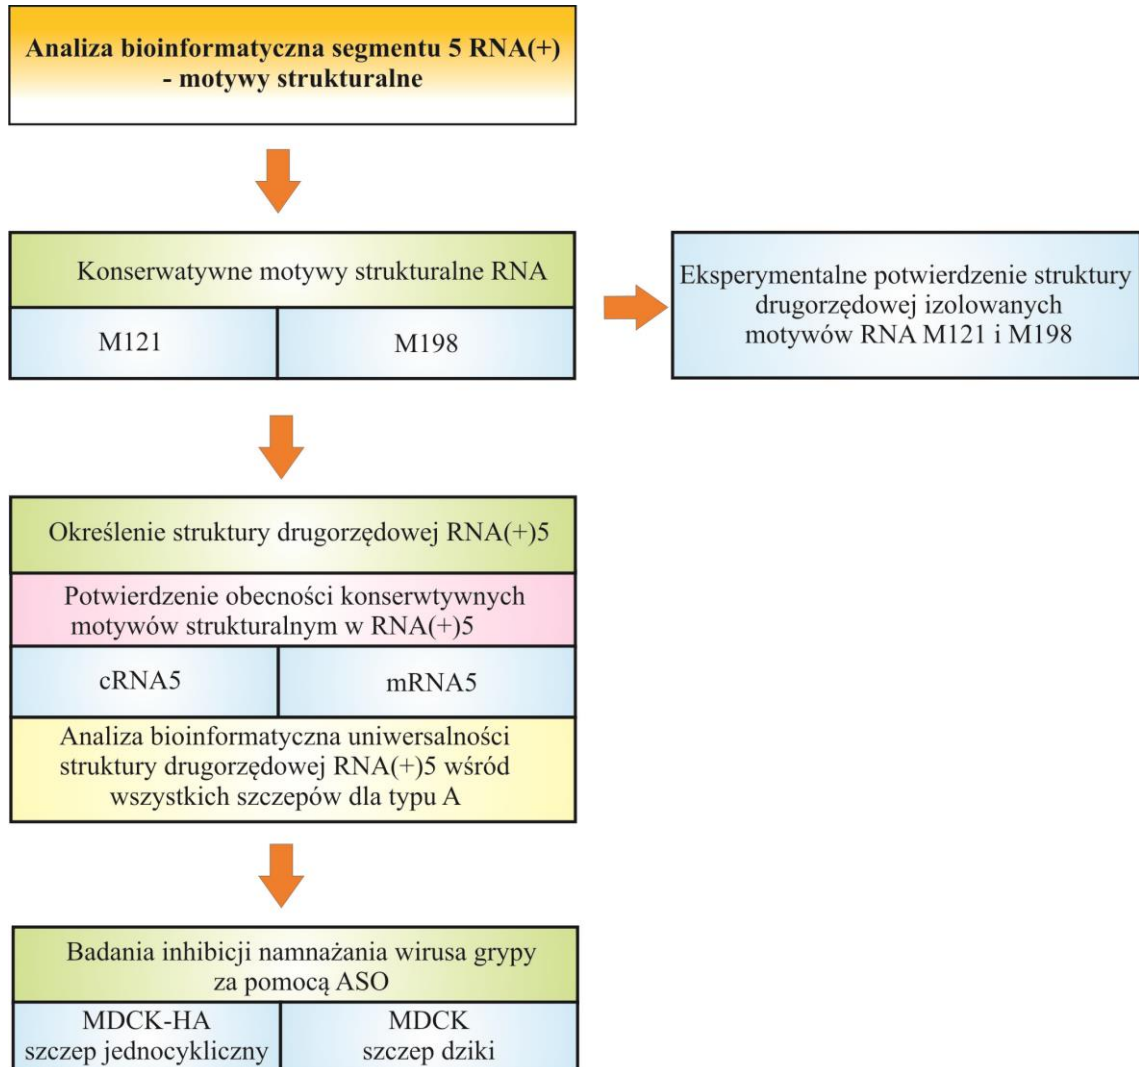 Analiza bioinformatyczna segmentu 5 RNA(+)
- motywy strukturalne
Konserwatywne motywy strukturalne RNA
M121
M198
Eksperymentalne potwierdzenie struktury
drugorzędowej izolowanych
motywów RNA M121 i M198
Określenie struktury drugorzędowej RNA(+)5
Potwierdzenie obecności konserwtywnych
motywów strukturalnym w RNA(+)5
cRNA5
mRNA5
Analiza bioinformatyczna uniwersalności
struktury drugorzędowej RNA(+)5 wśród
wszystkich szczepów dla typu A
Badania inhibicji namnażania wirusa grypy
za pomocą ASO
MDCK-HA
szczep jednocykliczny
MDCK
szczep dziki